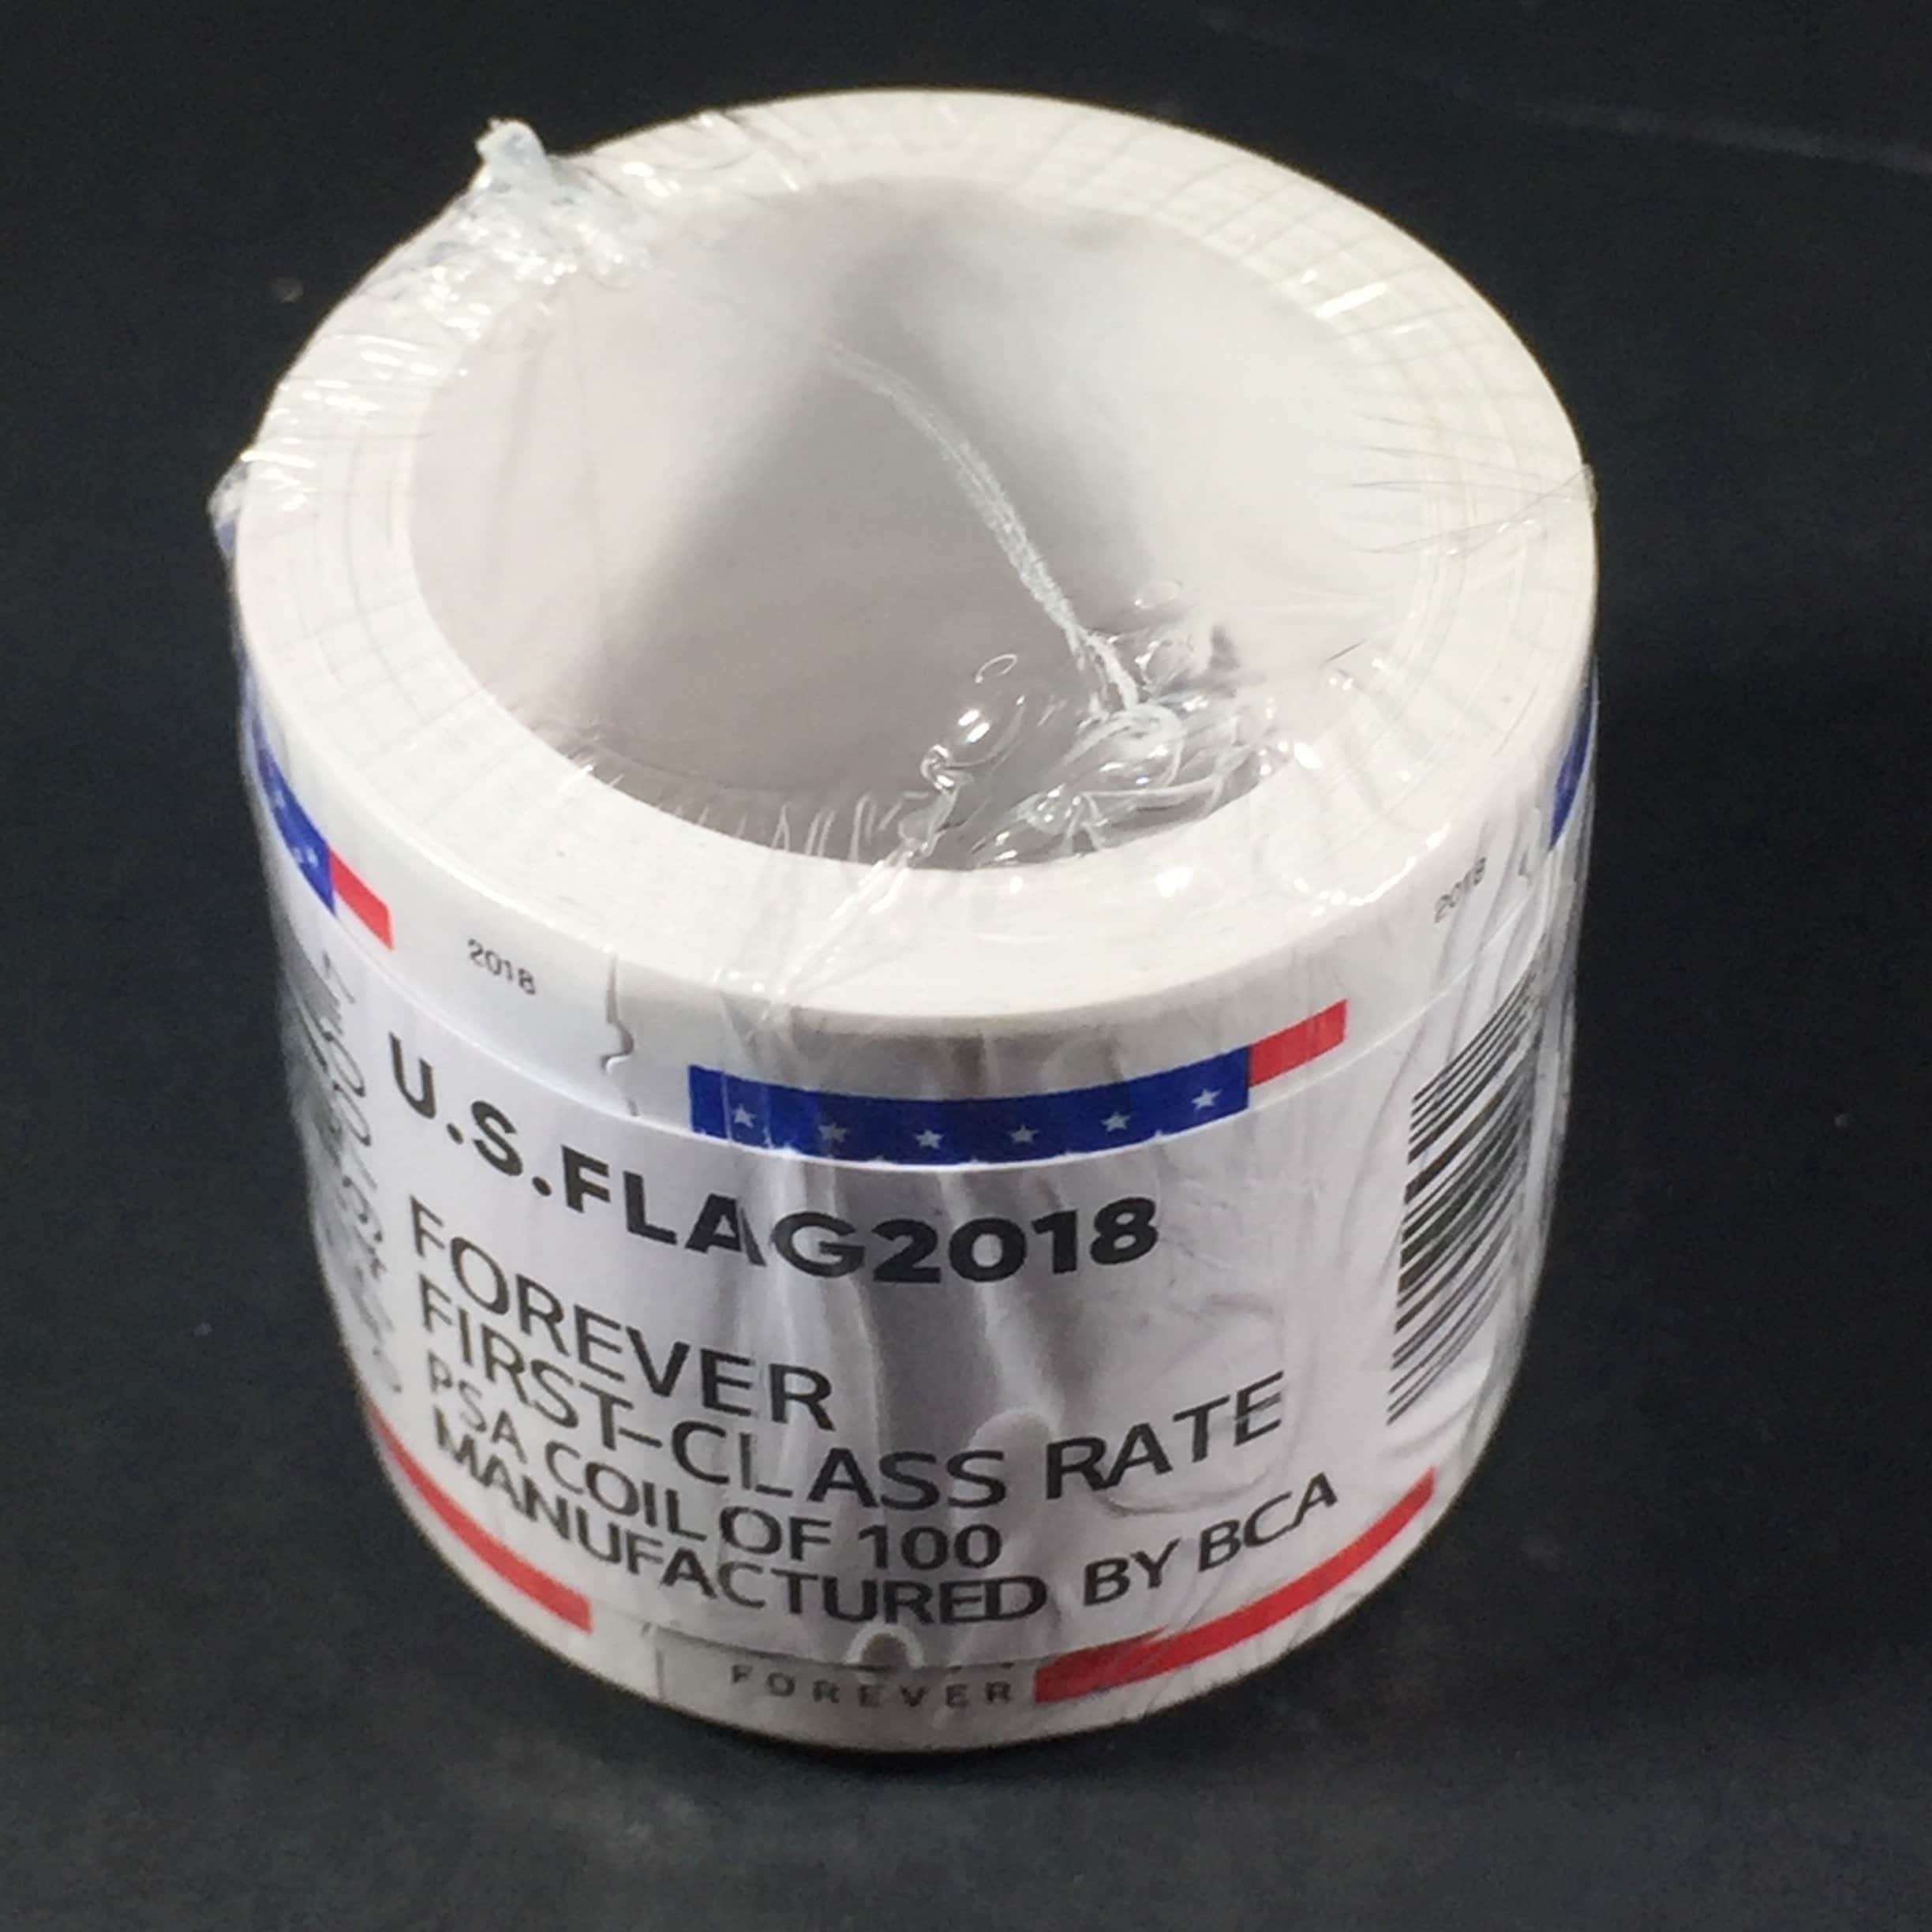 2018
2018
U.S.FLAG2018
FOREVER
FIRST-CLASS RATE
PSA COIL OF 100
MANUFACTURED BY BCA
FOREVER